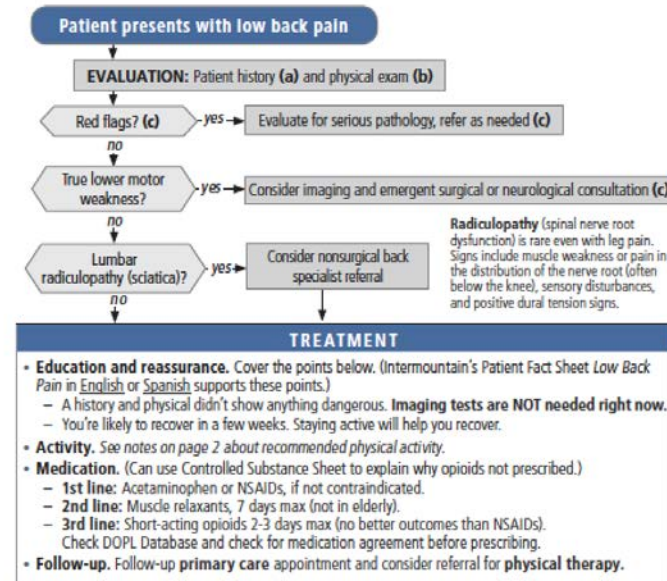 Patient presents with low back pain
EVALUATION: Patient history (a) and physical exam (b)
Red flags? (c)
yes
Evaluate for serious pathology, refer as needed (c)
no
True lower motor
weakness?
yes
Consider imaging and emergent surgical or neurological consultation (c)
no
Lumbar
radiculopathy (sciatica)?
yes
Consider nonsurgical back
specialist referral
Radiculopathy (spinal nerve root
dysfunction) is rare even with leg pain.
Signs include muscle weakness or pain in
the distribution of the nerve root (often
below the knee), sensory disturbances,
and positive dural tension signs.
no
TREATMENT
• Education and reassurance. Cover the points below. (Intermountain's Patient Fact Sheet Low Back
Pain in English or Spanish supports these points.)
– A history and physical didn't show anything dangerous. Imaging tests are NOT needed right now.
– You're likely to recover in a few weeks. Staying active will help you recover.
• Activity. See notes on page 2 about recommended physical activity.
• Medication. (Can use Controlled Substance Sheet to explain why opioids not prescribed.)
– 1st line: Acetaminophen or NSAIDs, if not contraindicated.
– 2nd line: Muscle relaxants, 7 days max (not in elderly).
– 3rd line: Short-acting opioids 2-3 days max (no better outcomes than NSAIDs).
Check DOPL Database and check for medication agreement before prescribing.
• Follow-up. Follow-up primary care appointment and consider referral for physical therapy.